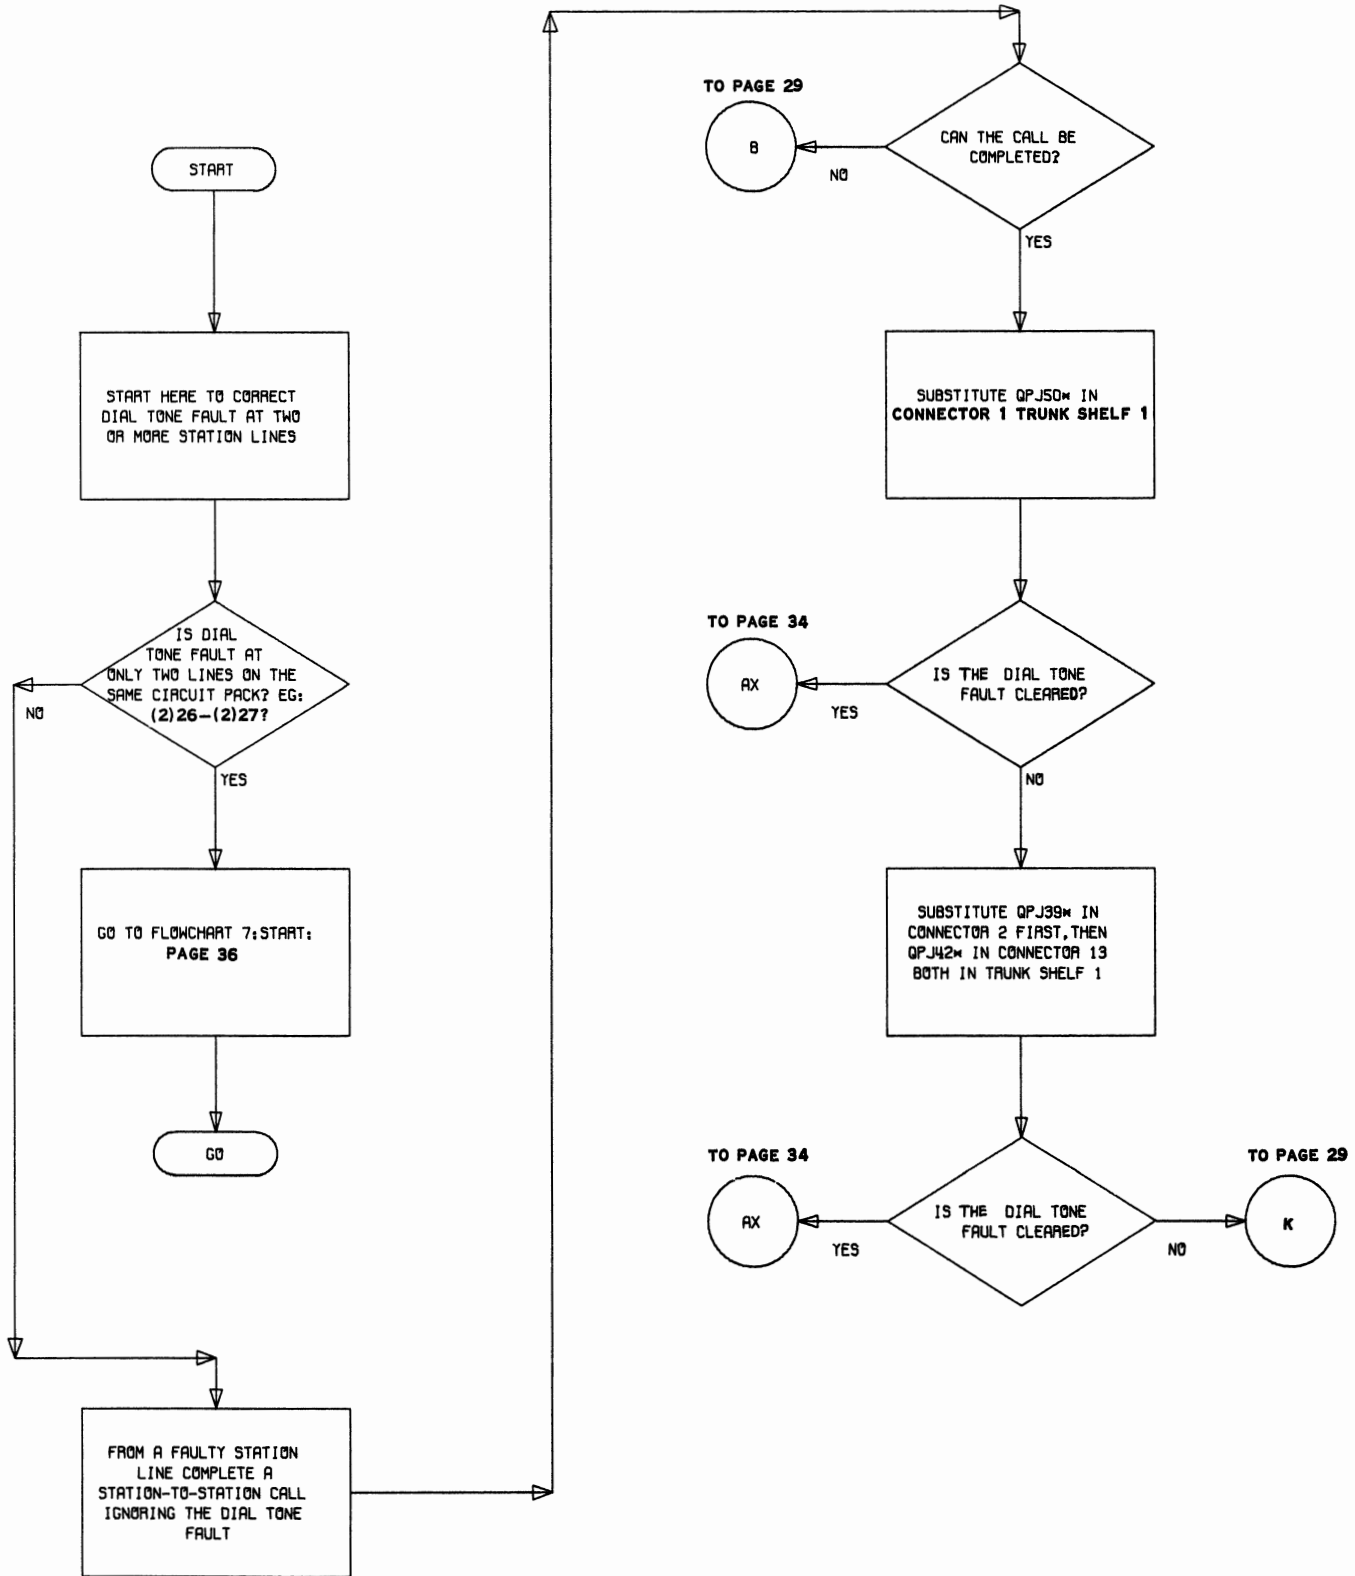 START
START HERE TO CORRECT
DIAL TONE FAULT AT TWO
OR MORE STATION LINES
IS DIAL
TONE FAULT AT
ONLY TWO LINES ON THE
SAME CIRCUIT PACK? EG:
(2)26–(2)27?
NO
YES
GO TO FLOWCHART 7:START:
PAGE 36
GO
FROM A FAULTY STATION
LINE COMPLETE A
STATION-TO-STATION CALL
IGNORING THE DIAL TONE
FAULT
TO PAGE 29
B
NO
CAN THE CALL BE
COMPLETED?
YES
SUBSTITUTE QPJ50* IN
CONNECTOR 1 TRUNK SHELF 1
TO PAGE 34
AX
YES
IS THE DIAL TONE
FAULT CLEARED?
NO
SUBSTITUTE QPJ39* IN
CONNECTOR 2 FIRST,THEN
QPJ42* IN CONNECTOR 13
BOTH IN TRUNK SHELF 1
TO PAGE 34
AX
YES
IS THE DIAL TONE
FAULT CLEARED?
NO
TO PAGE 29
K